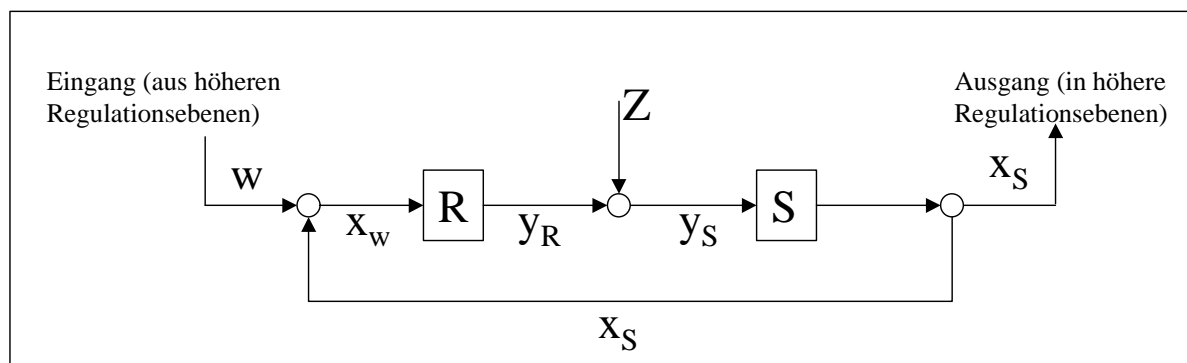 Eingang (aus höheren
Regulationsebenen)
Ausgang (in höhere
Regulationsebenen)
Z
w
x_S
R
S
x_w
y_R
y_S
x_S